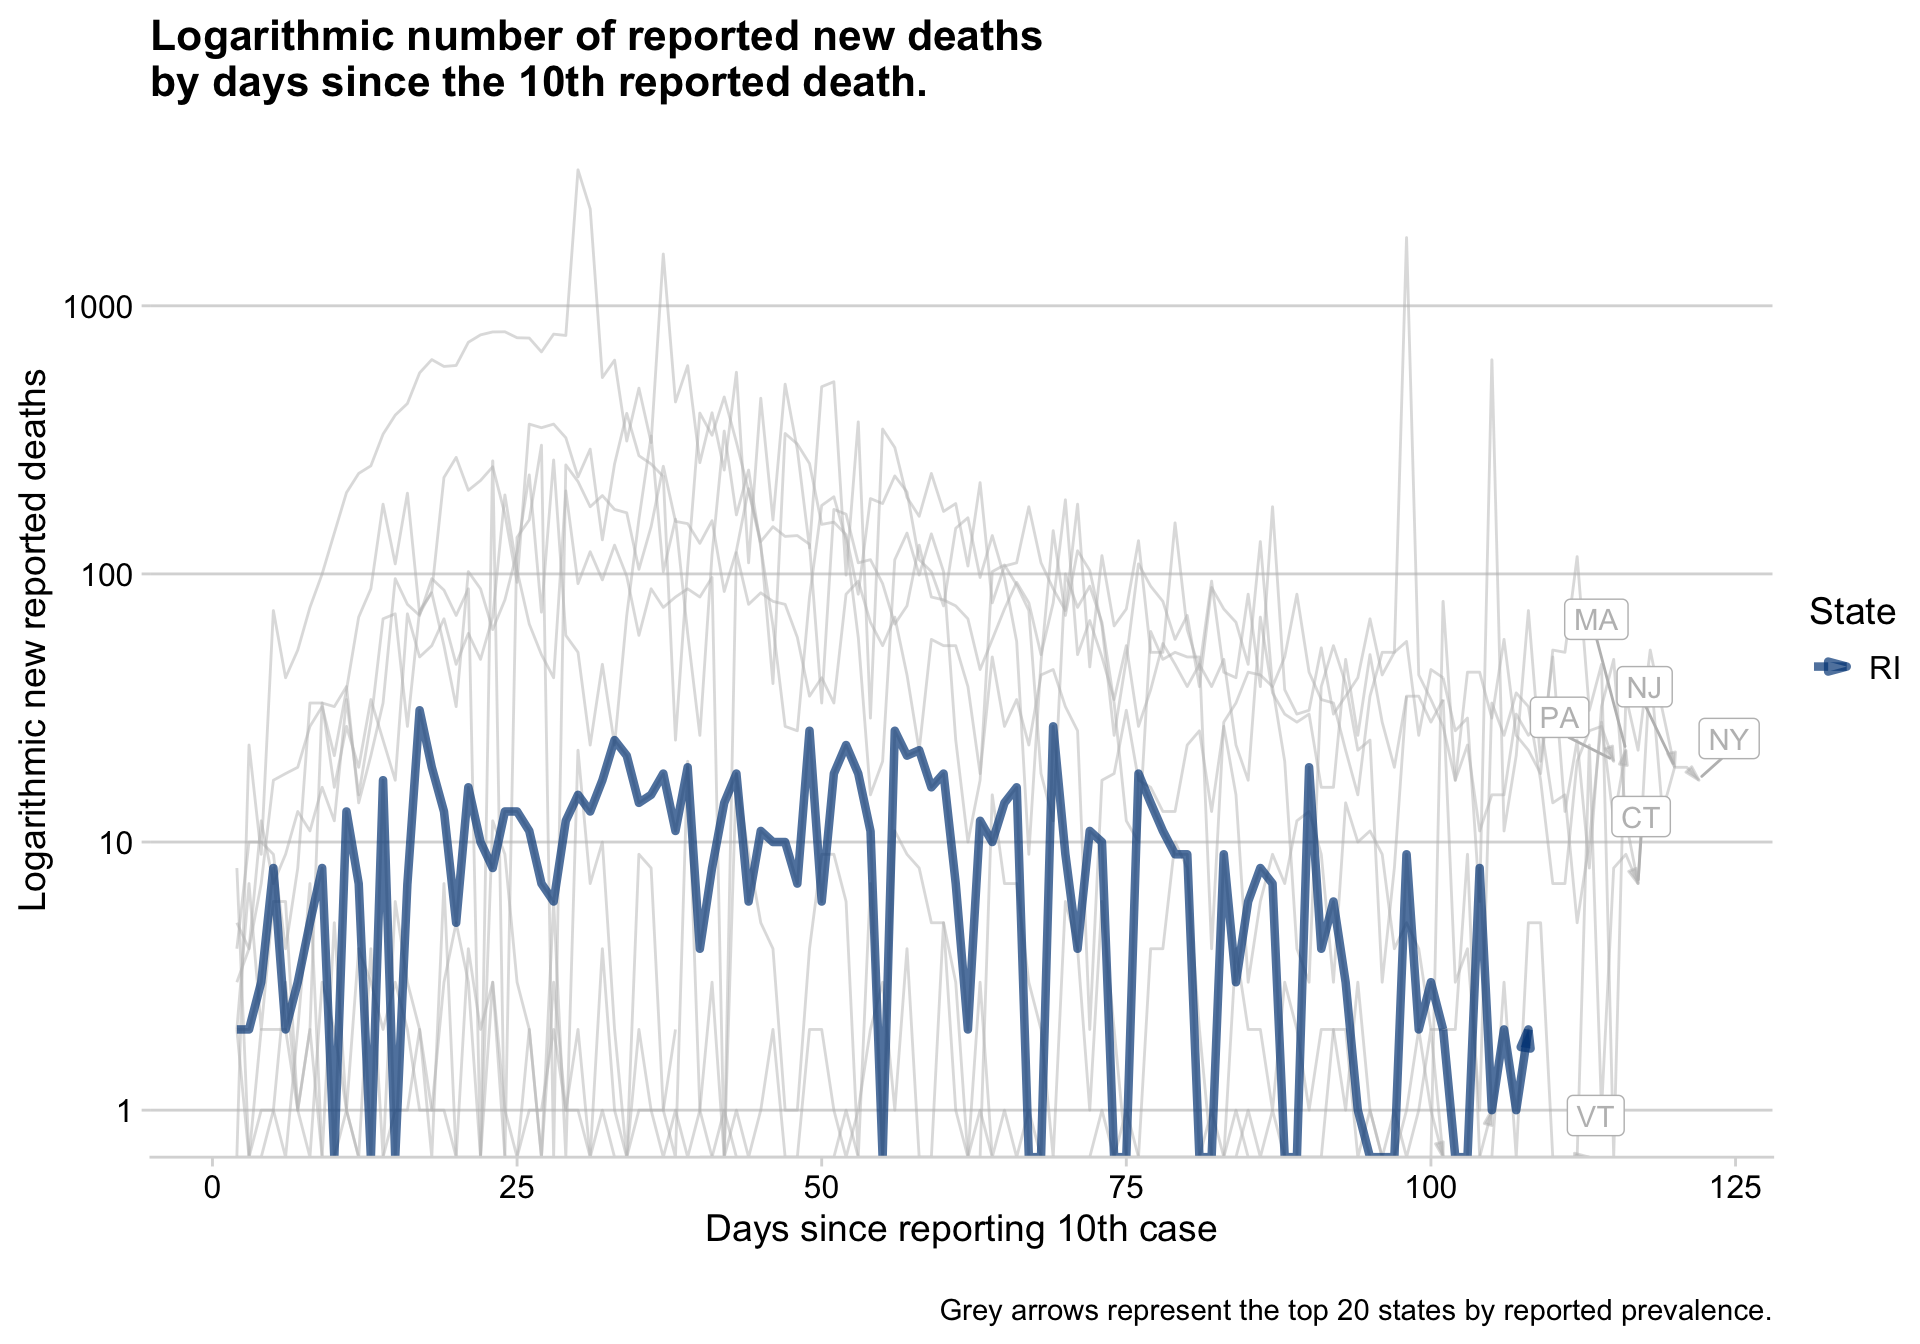 Logarithmic number of reported new deaths
by days since the 10th reported death.
Logarithmic new reported deaths
1000
100
10
1
MA
NJ
PA
NY
CT
VT
State
RI
0
25
50
75
100
125
Days since reporting 10th case
Grey arrows represent the top 20 states by reported prevalence.